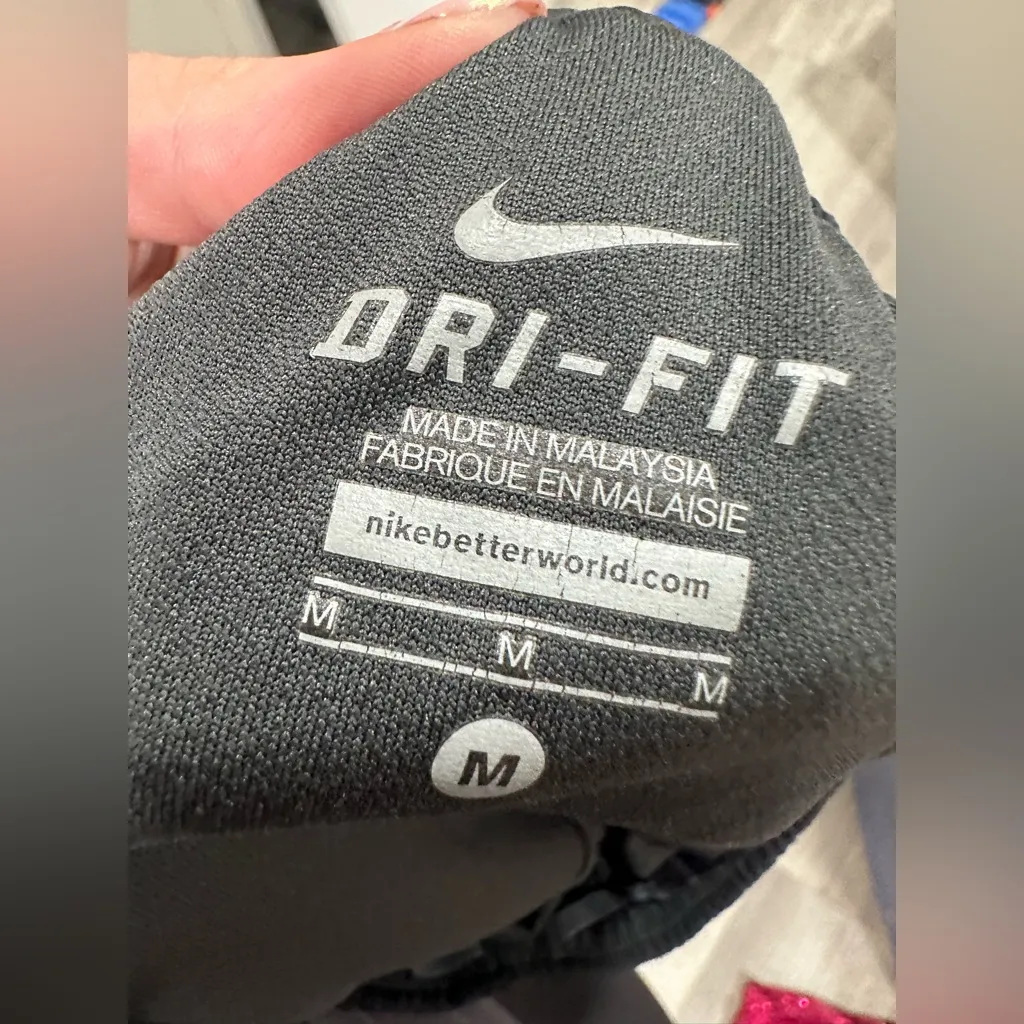 DRI-FIT
MADE IN MALAYSIA
FABRIQUE EN MALAISIE
nikebetterworld.com
M M M
M